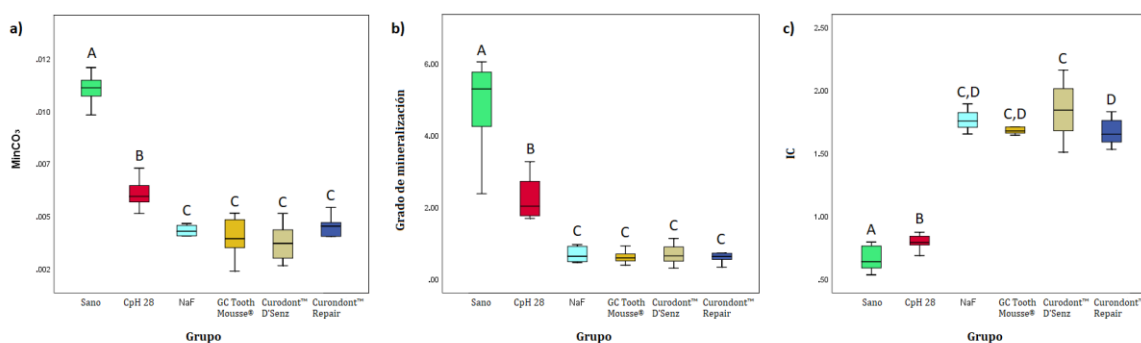 a)
MinCO₃
.012
.010
.007
.005
.002
A
B
C
C
C
C
Sano CpH 28 NaF GC Tooth Mousse® Curodont™ D'Senz Curondont™ Repair
Grupo
b)
Grado de mineralización
6.00
4.00
2.00
.00
A
B
C
C
C
C
Sano CpH 28 NaF GC Tooth Mousse® Curodont™ D'Senz Curondont™ Repair
Grupo
c)
IC
2.50
2.00
1.50
1.00
.50
A
B
C,D
C,D
C
D
Sano CpH 28 NaF GC Tooth Mousse® Curodont™ D'Senz Curondont™ Repair
Grupo